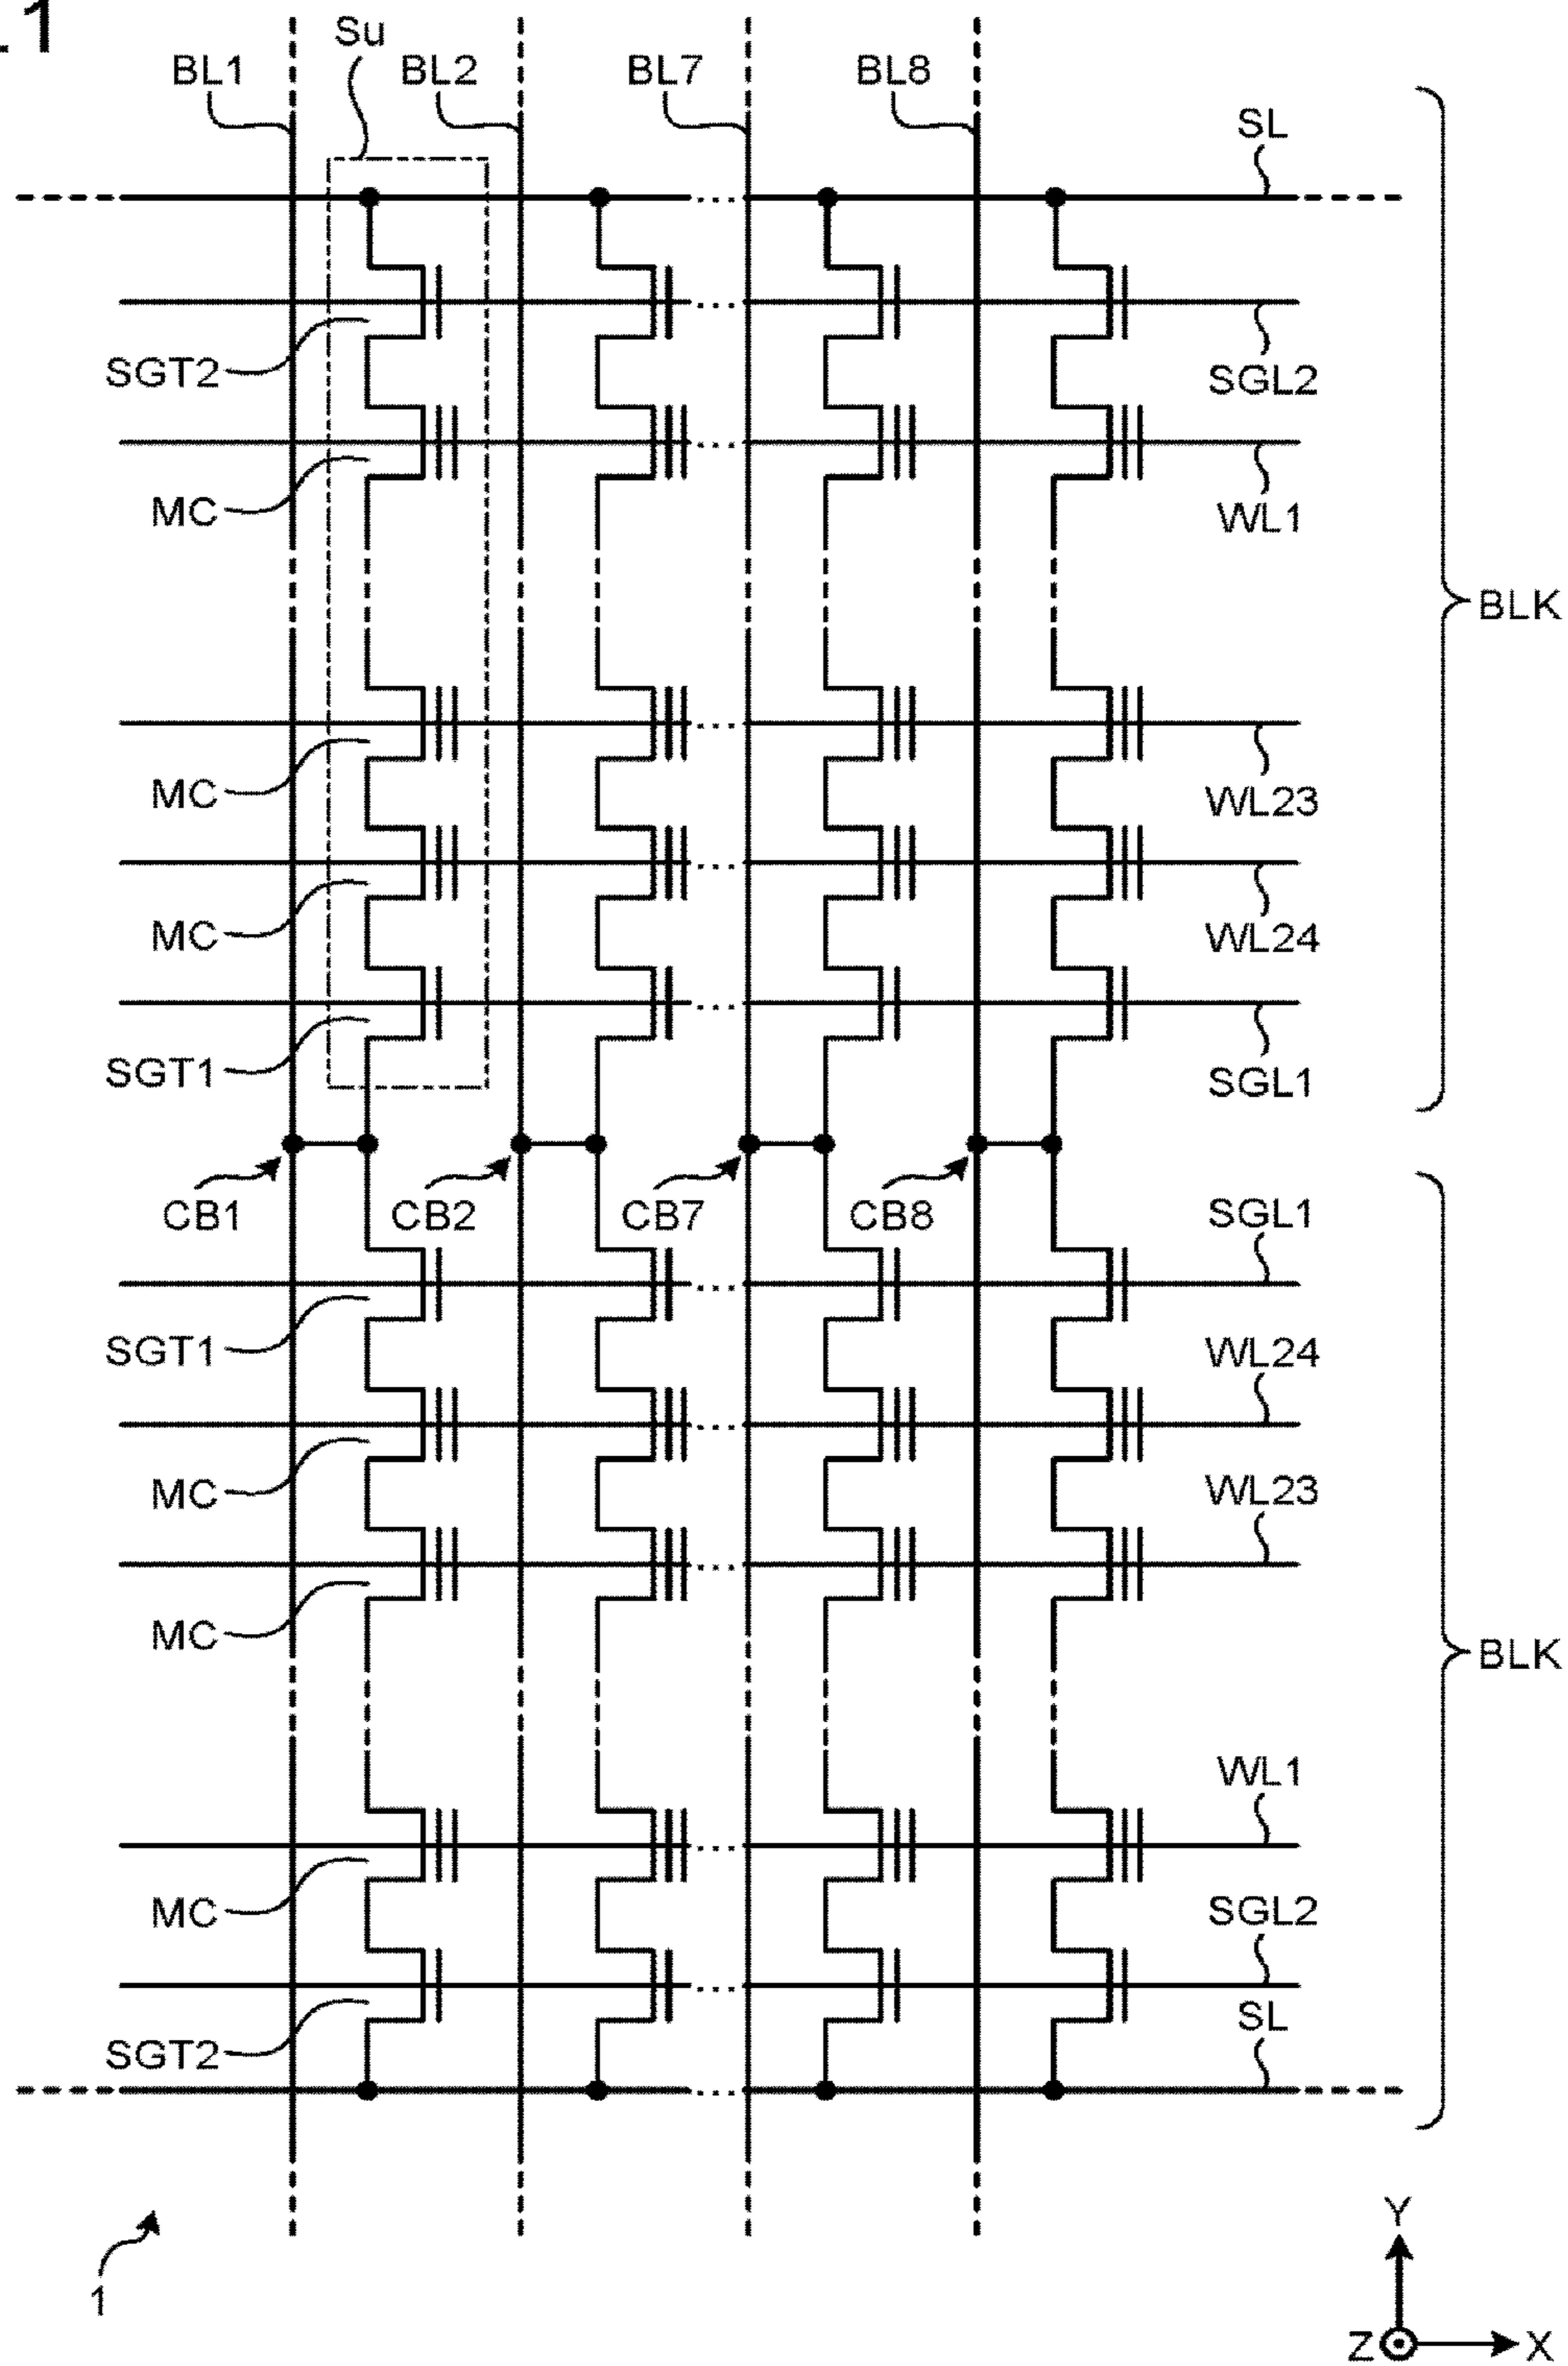 .1
Su
BL1 BL2 BL7 BL8
SL
SGT2 SGL2
MC WL1
BLK
MC WL23
MC WL24
SGT1 SGL1
CB1 CB2 CB7 CB8
SGL1
SGT1 WL24
MC WL23
MC
BLK
WL1
MC SGL2
SGT2 SL
1
Y
Z X